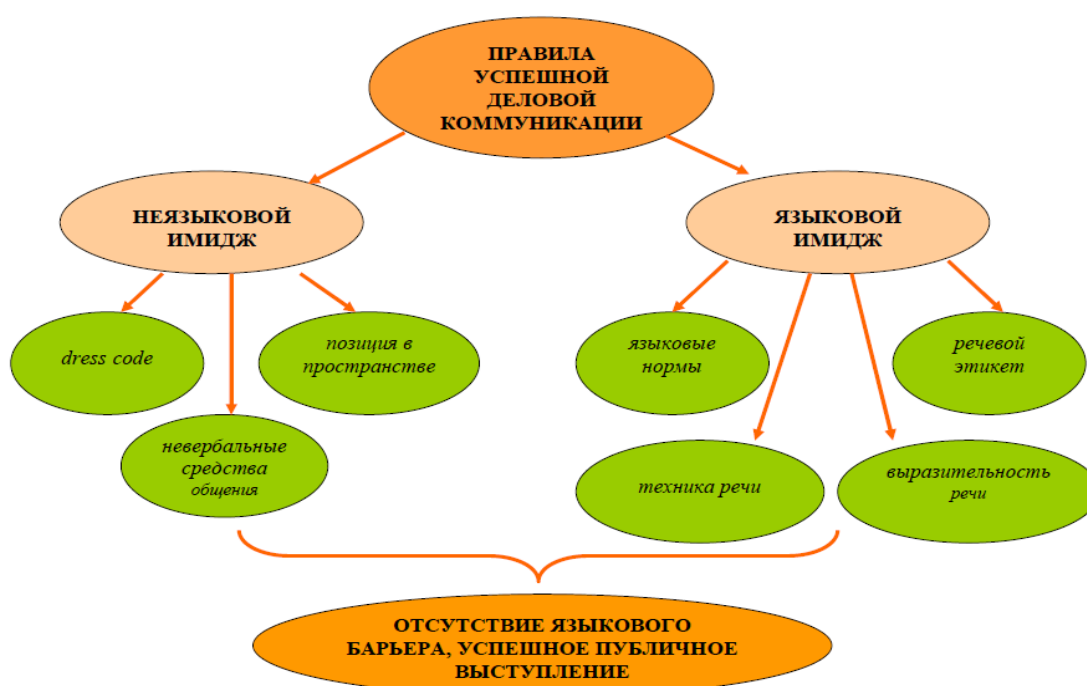 ПРАВИЛА
УСПЕШНОЙ
ДЕЛОВОЙ
КОММУНИКАЦИИ
НЕЯЗЫКОВОЙ
ИМИДЖ
ЯЗЫКОВОЙ
ИМИДЖ
dress code
позиция в
пространстве
языковые
нормы
речевой
этикет
невербальные
средства
общения
техника речи
выразительность
речи
ОТСУТСТВИЕ ЯЗЫКОВОГО
БАРЬЕРА, УСПЕШНОЕ ПУБЛИЧНОЕ
ВЫСТУПЛЕНИЕ